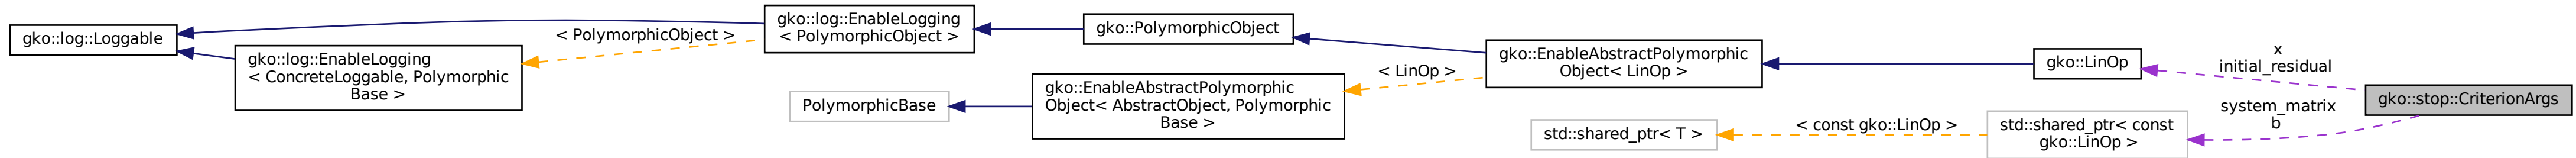 gko::log::Loggable
gko::log::EnableLogging
< ConcreteLoggable, Polymorphic
Base >
< PolymorphicObject >
gko::log::EnableLogging
< PolymorphicObject >
PolymorphicBase
gko::PolymorphicObject
gko::EnableAbstractPolymorphic
Object< AbstractObject, Polymorphic
Base >
< LinOp >
gko::EnableAbstractPolymorphic
Object< LinOp >
std::shared_ptr< T >
< const gko::LinOp >
gko::LinOp
std::shared_ptr< const
gko::LinOp >
x
initial_residual
system_matrix
b
gko::stop::CriterionArgs